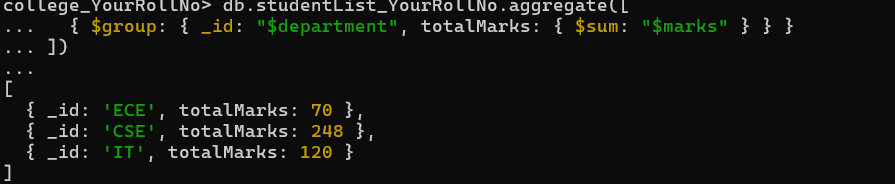 college_YourRollNo> db.studentList_YourRollNo.aggregate([
...   { $group: { _id: "$department", totalMarks: { $sum: "$marks" } } }
... ])
...
[
  { _id: 'ECE', totalMarks: 70 },
  { _id: 'CSE', totalMarks: 248 },
  { _id: 'IT', totalMarks: 120 }
]